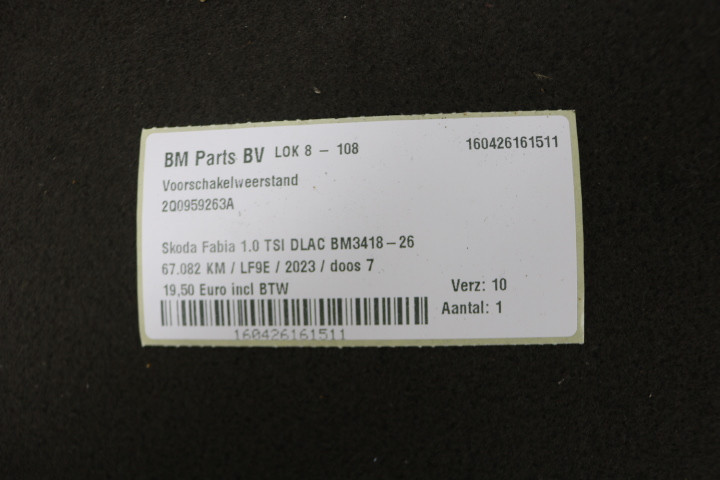 BM Parts BV LOK 8 - 108 160426161511
Voorschakelweerstand
2Q0959263A
Skoda Fabia 1.0 TSI DLAC BM3418-26
67.082 KM / LF9E / 2023 / doos 7
19,50 Euro incl BTW Verz: 10
Aantal: 1
160426161511